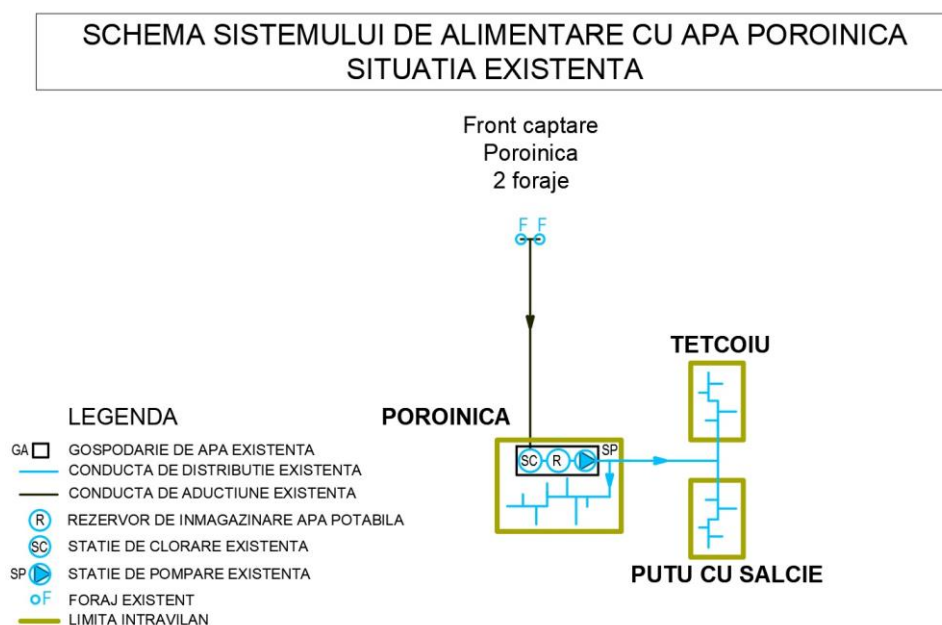 SCHEMA SISTEMULUI DE ALIMENTARE CU APA POROINICA
SITUATIA EXISTENTA
Front captare
Poroinica
2 foraje
F F
TETCOIU
POROINICA
SC R SP
PUTU CU SALCIE
LEGENDA
GA GOSPODARIE DE APA EXISTENTA
CONDUCTA DE DISTRIBUTIE EXISTENTA
CONDUCTA DE ADUCTIUNE EXISTENTA
R REZERVOR DE INMAGAZINARE APA POTABILA
SC STATIE DE CLORARE EXISTENTA
SP STATIE DE POMPARE EXISTENTA
F FORAJ EXISTENT
LIMITA INTRAVILAN